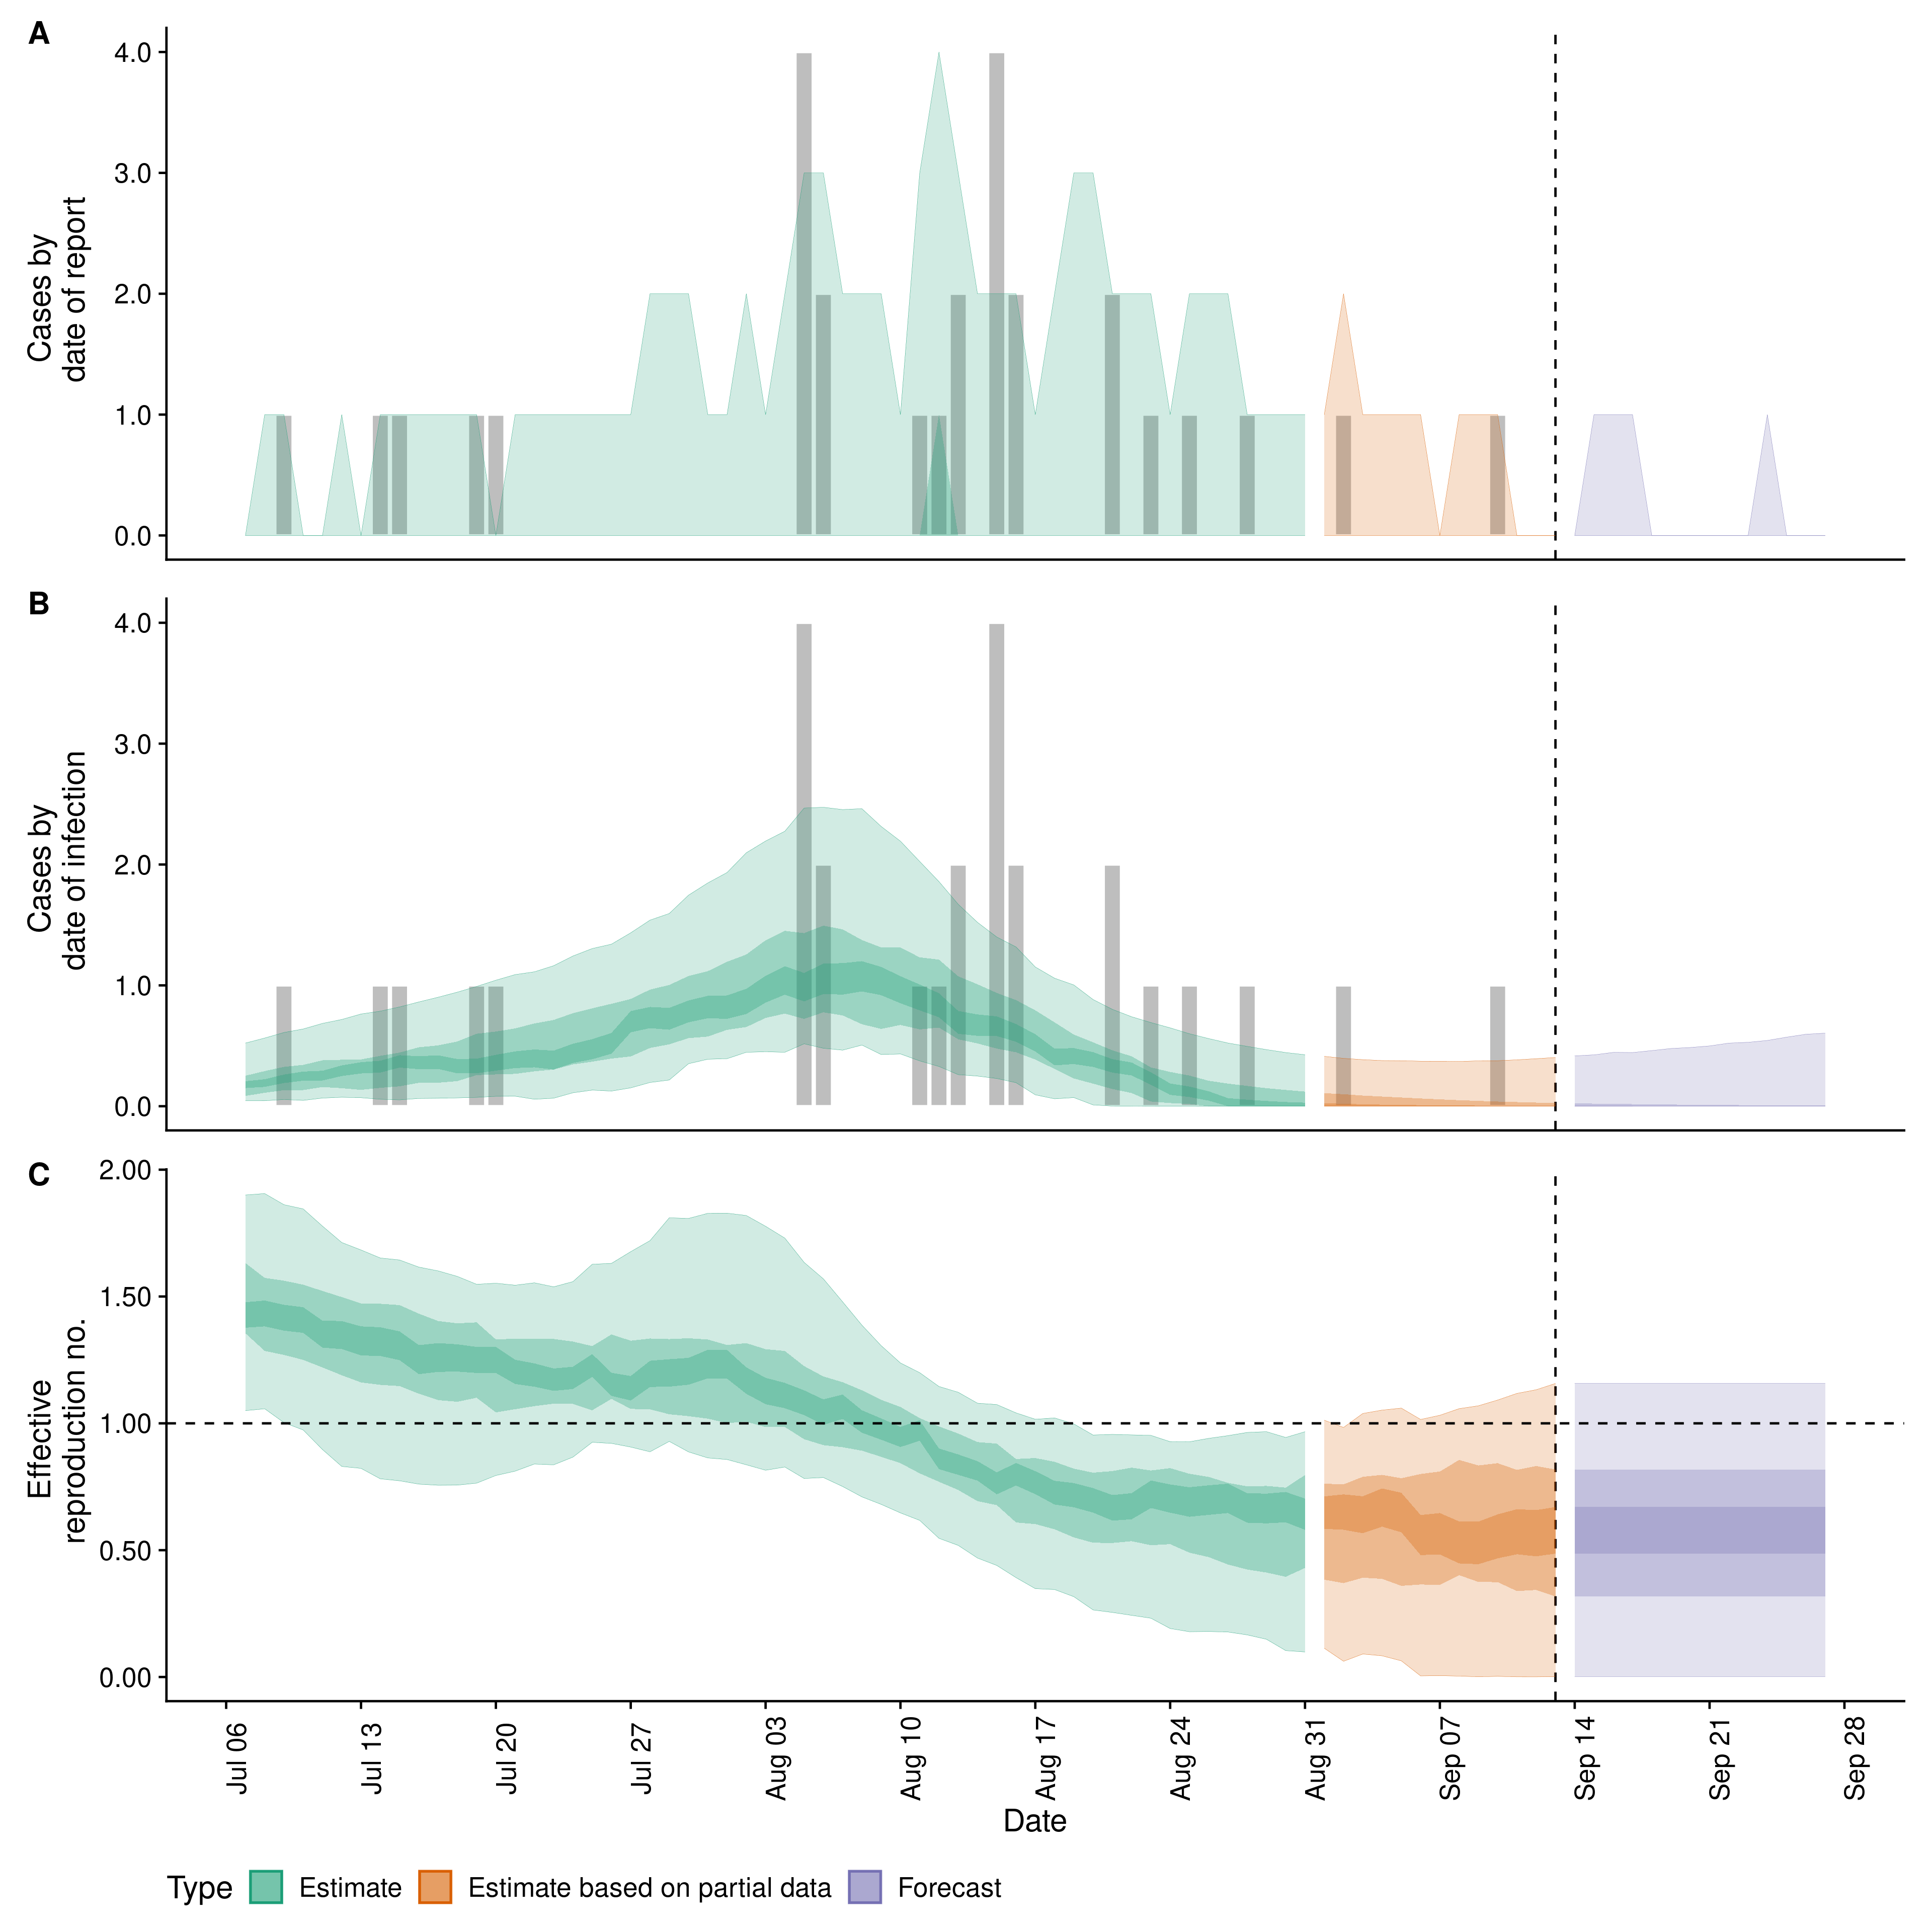 A
4.0
3.0
2.0
1.0
0.0
Cases by
date of report
B
4.0
3.0
2.0
1.0
0.0
Cases by
date of infection
C
2.00
1.50
1.00
0.50
0.00
Effective
reproduction no.
Jul 06
Jul 13
Jul 20
Jul 27
Aug 03
Aug 10
Aug 17
Aug 24
Aug 31
Sep 07
Sep 14
Sep 21
Sep 28
Date
Type Estimate Estimate based on partial data Forecast